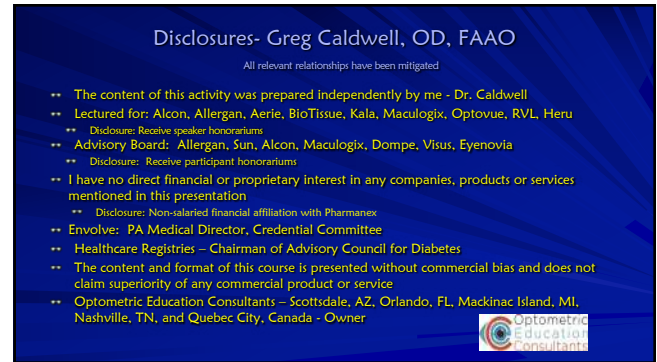 Disclosures- Greg Caldwell, OD, FAAO
All relevant relationships have been mitigated
The content of this activity was prepared independently by me - Dr. Caldwell
Lectured for: Alcon, Allergan, Aerie, BioTissue, Kala, Maculogix, Optovue, RVL, Heru
Disclosure: Receive speaker honorariums
Advisory Board: Allergan, Sun, Alcon, Maculogix, Dompe, Visus, Eyenovia
Disclosure: Receive participant honorariums
I have no direct financial or proprietary interest in any companies, products or services
mentioned in this presentation
Disclosure: Non-salaried financial affiliation with Pharmanex
Envolve: PA Medical Director, Credential Committee
Healthcare Registries – Chairman of Advisory Council for Diabetes
The content and format of this course is presented without commercial bias and does not
claim superiority of any commercial product or service
Optometric Education Consultants – Scottsdale, AZ, Orlando, FL, Mackinac Island, MI,
Nashville, TN, and Quebec City, Canada - Owner
Optometric
Education
Consultants